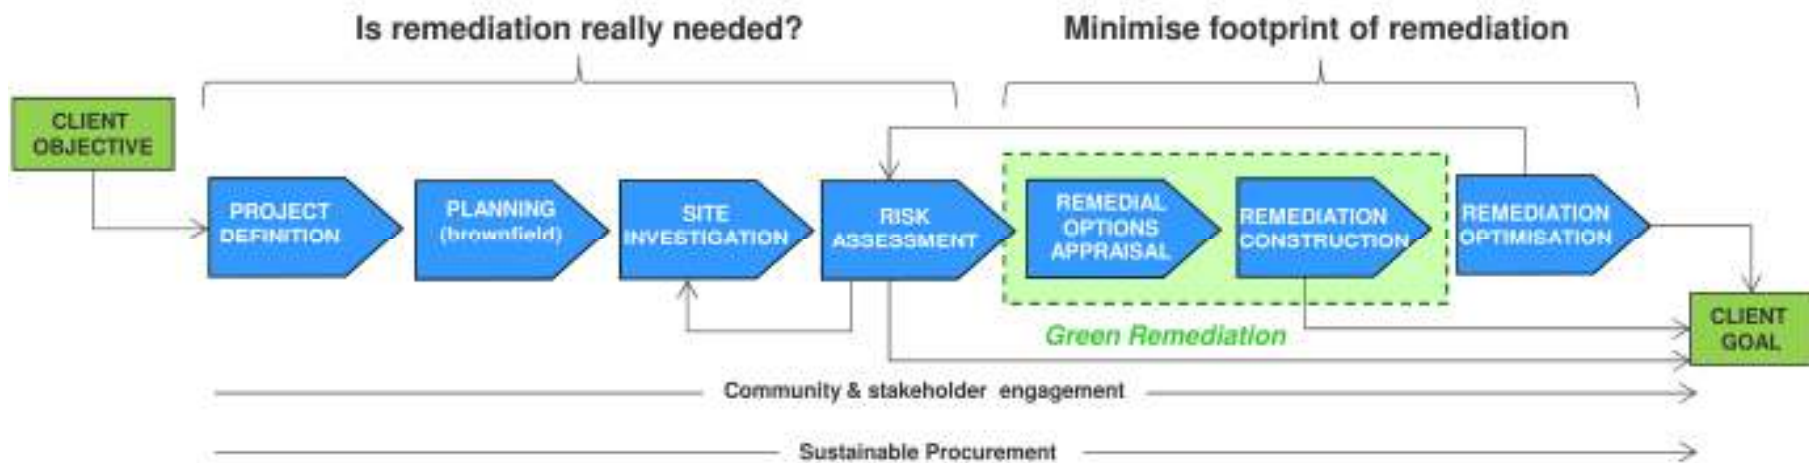 Is remediation really needed?
Minimise footprint of remediation
CLIENT
OBJECTIVE
PROJECT
DEFINITION
PLANNING
(brownfield)
SITE
INVESTIGATION
RISK
ASSESSMENT
REMEDIAL
OPTIONS
APPRAISAL
REMEDIATION
CONSTRUCTION
REMEDIATION
OPTIMISATION
CLIENT
GOAL
Green Remediation
Community & stakeholder engagement
Sustainable Procurement